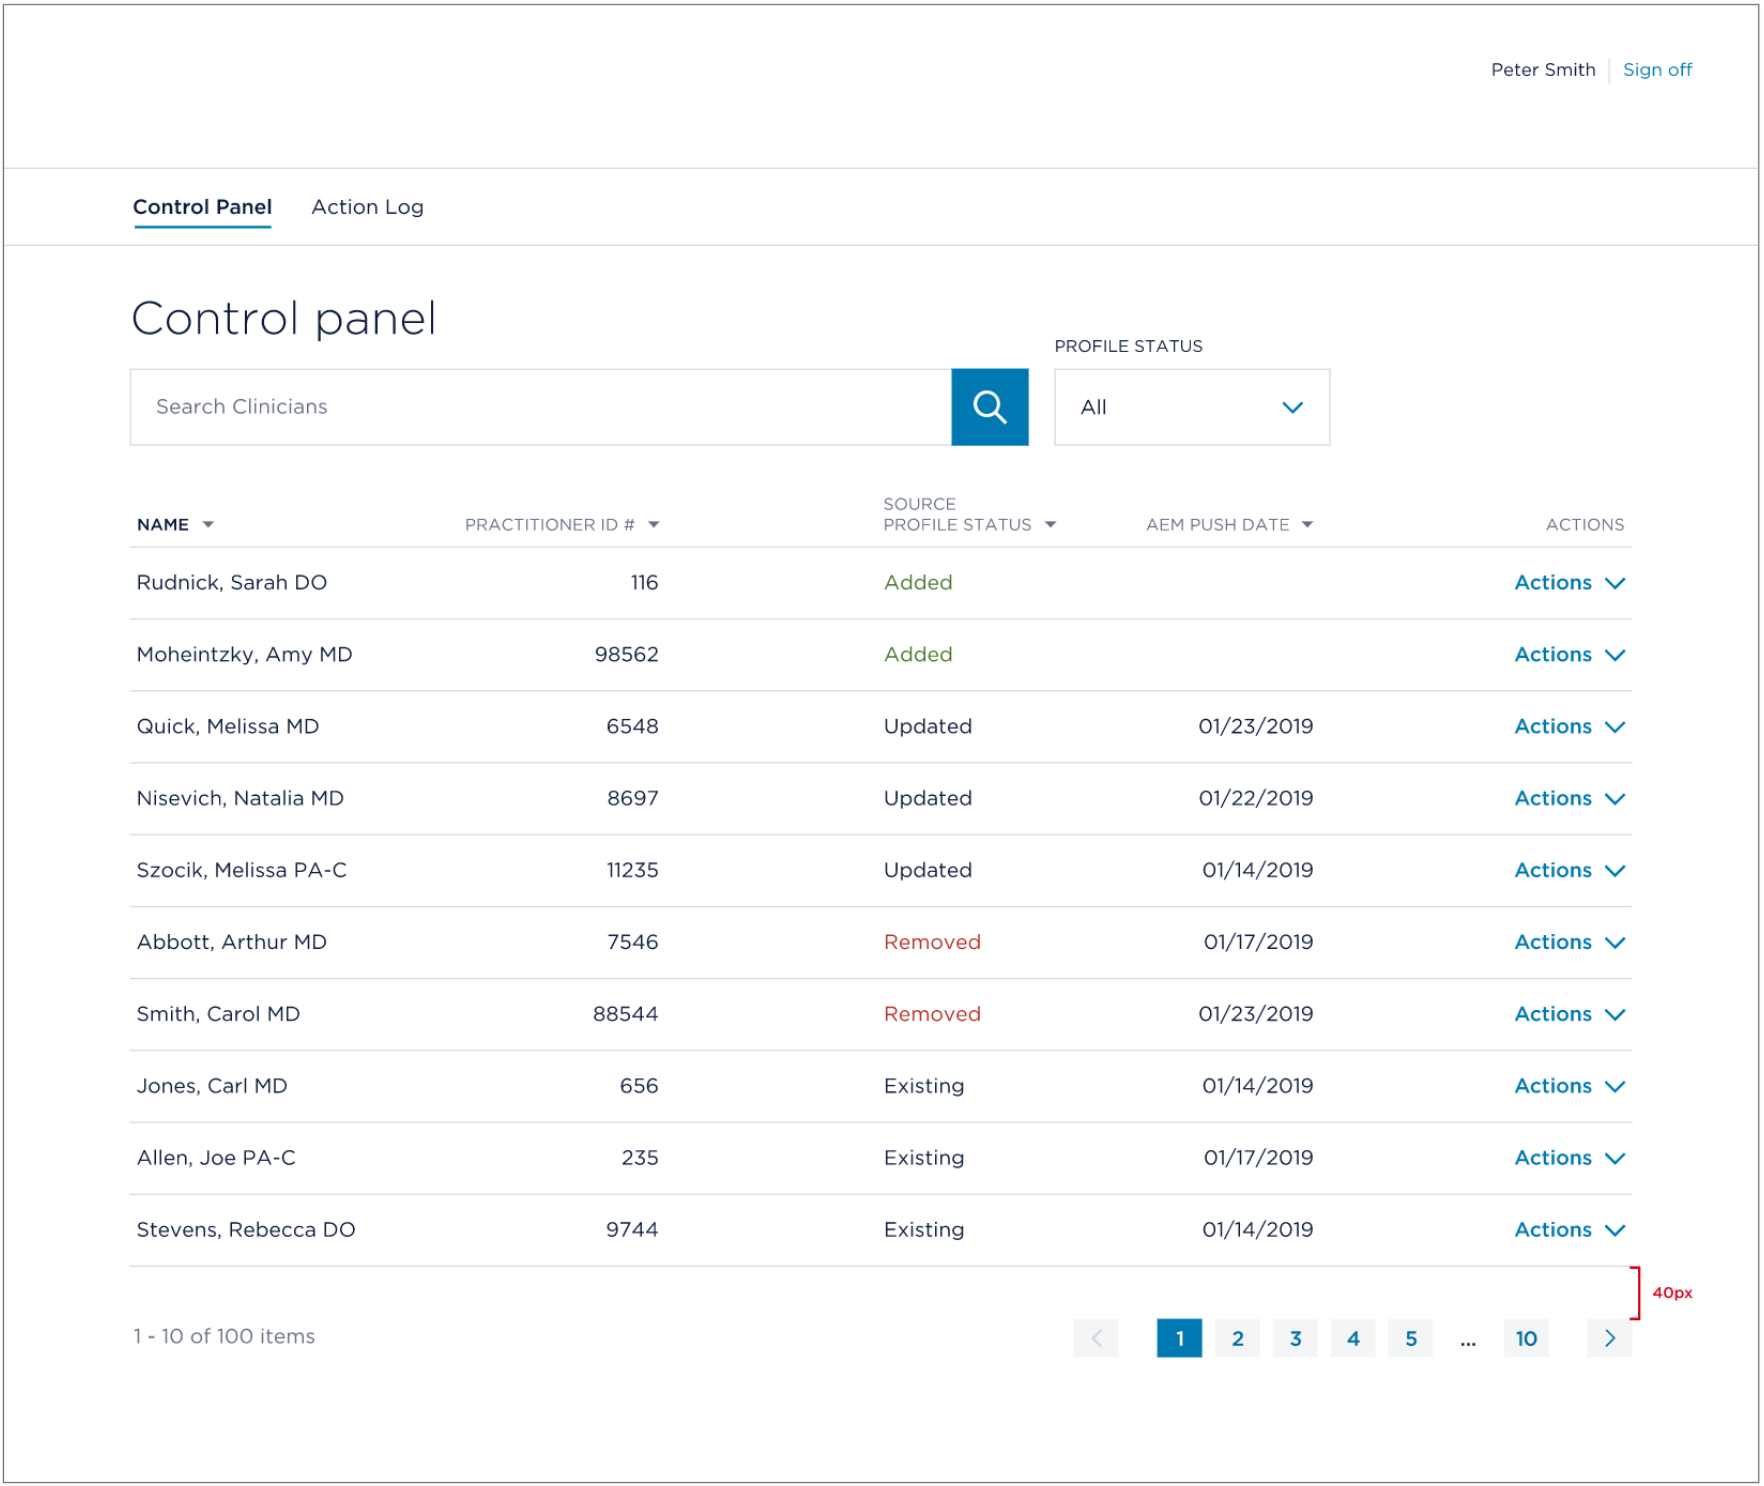 Peter Smith Sign off
Control Panel Action Log
Control panel
PROFILE STATUS
Search Clinicians All
SOURCE
NAME PRACTITIONER ID # PROFILE STATUS AEM PUSH DATE ACTIONS
Rudnick, Sarah DO 116 Added Actions
Moheintzky, Amy MD 98562 Added Actions
Quick, Melissa MD 6548 Updated 01/23/2019 Actions
Nisevich, Natalia MD 8697 Updated 01/22/2019 Actions
Szocik, Melissa PA-C 11235 Updated 01/14/2019 Actions
Abbott, Arthur MD 7546 Removed 01/17/2019 Actions
Smith, Carol MD 88544 Removed 01/23/2019 Actions
Jones, Carl MD 656 Existing 01/14/2019 Actions
Allen, Joe PA-C 235 Existing 01/17/2019 Actions
Stevens, Rebecca DO 9744 Existing 01/14/2019 Actions
40px
1 - 10 of 100 items 1 2 3 4 5 ... 10